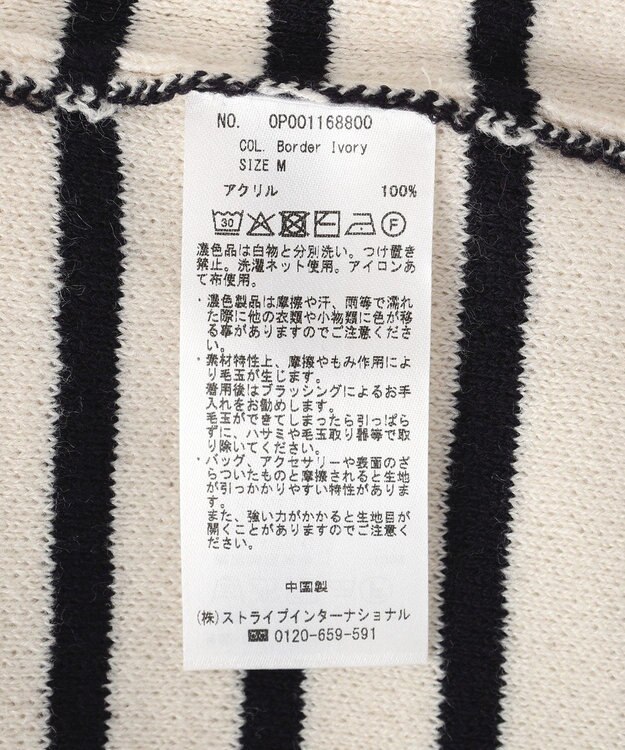 NO. OP001168800
COL. Border Ivory
SIZE M
アクリル 100%
30 F
濃色品は白物と分別洗い。つけ置き
禁止。洗濯ネット使用。アイロンあ
て布使用。
・濃色製品は摩擦や汗、雨等で濡れ
た際に他の衣類や小物類に色が移
る事がありますのでご注意くださ
い。
・素材特性上、摩擦やもみ作用によ
り毛玉が生じます。
着用後はブラッシングによるお手
入れをお勧めします。
毛玉ができてしまったら引っぱら
ずに、ハサミや毛玉取り器等で取
り除いてください。
・バッグ、アクセサリーや表面のざ
らついたものと摩擦されると生地
が引っかかりやすい特性がありま
す。
また、強い力がかかると生地目が
開くことがありますのでご注意く
ださい。
中国製
(株)ストライプインターナショナル
0120-659-591